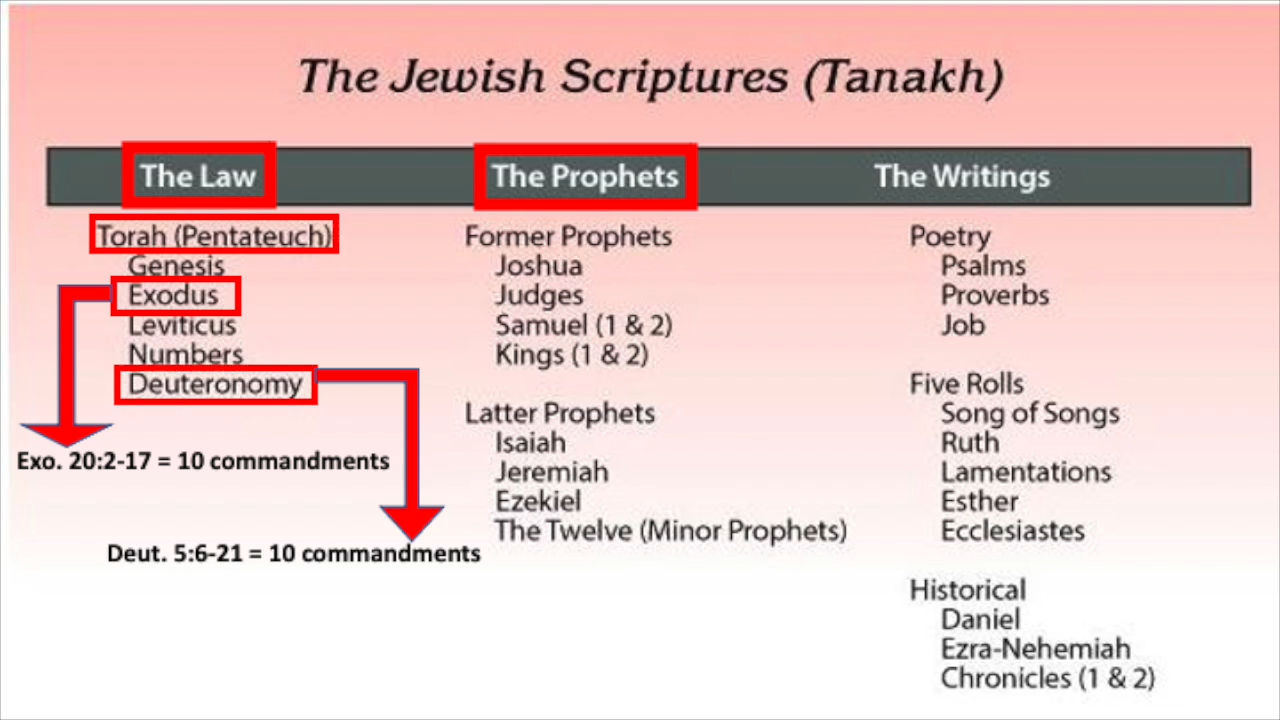 The Jewish Scriptures (Tanakh)
The Law
The Prophets
The Writings
Torah (Pentateuch)
Genesis
Exodus
Leviticus
Numbers
Deuteronomy
Exo. 20:2-17 = 10 commandments
Deut. 5:6-21 = 10 commandments
Former Prophets
Joshua
Judges
Samuel (1 & 2)
Kings (1 & 2)
Latter Prophets
Isaiah
Jeremiah
Ezekiel
The Twelve (Minor Prophets)
Poetry
Psalms
Proverbs
Job
Five Rolls
Song of Songs
Ruth
Lamentations
Esther
Ecclesiastes
Historical
Daniel
Ezra-Nehemiah
Chronicles (1 & 2)